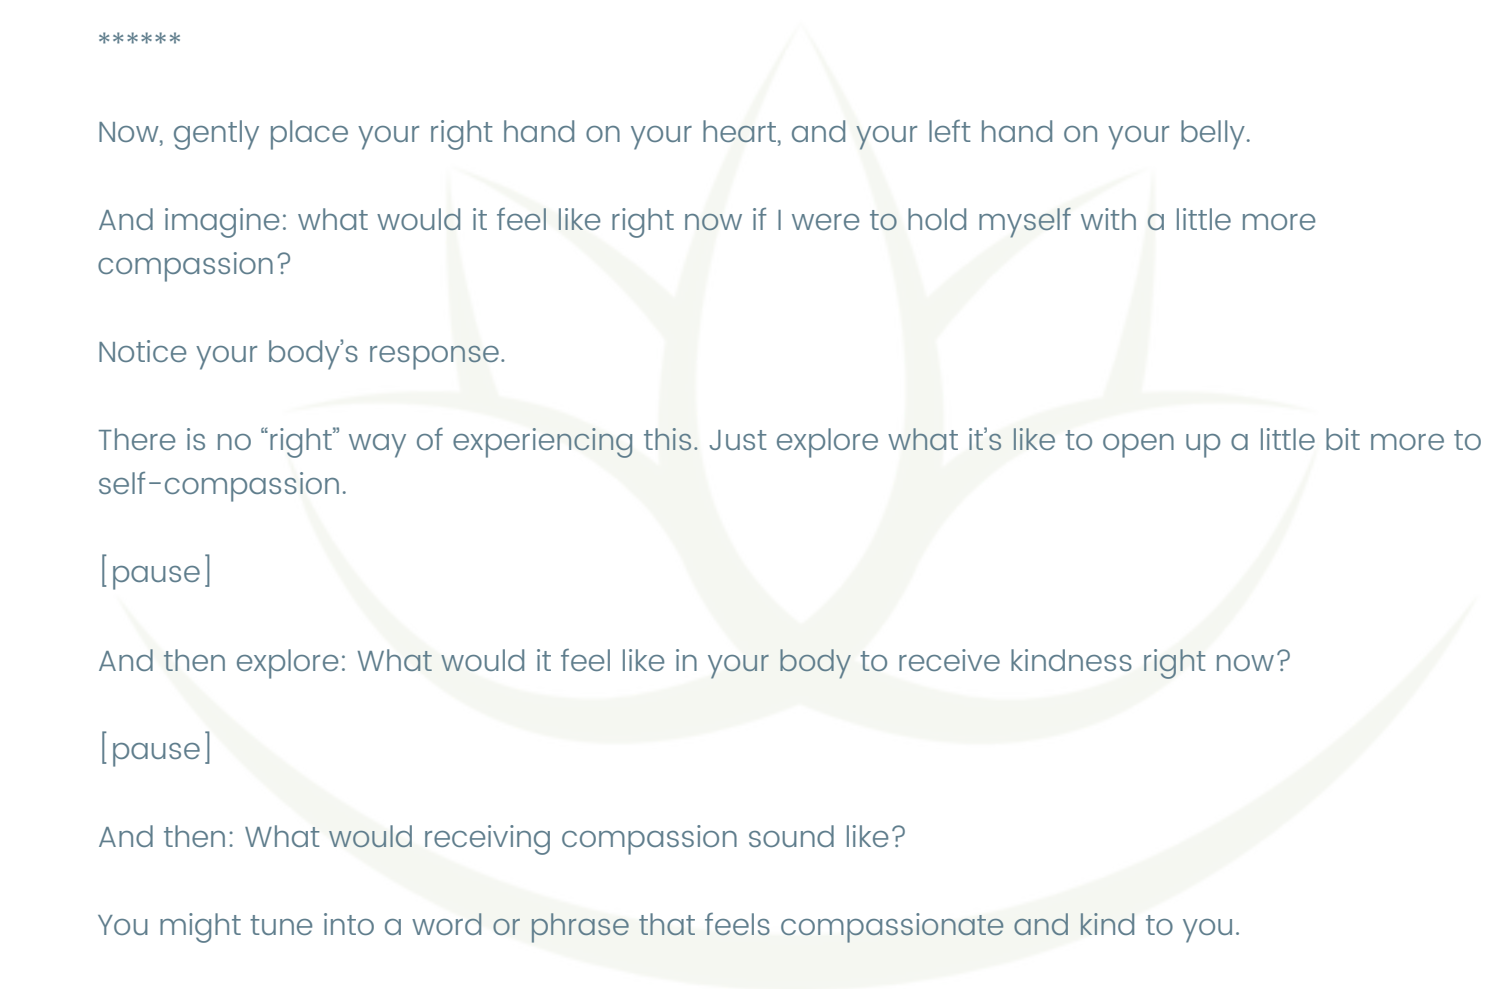 ******
Now, gently place your right hand on your heart, and your left hand on your belly.
And imagine: what would it feel like right now if I were to hold myself with a little more
compassion?
Notice your body’s response.
There is no “right” way of experiencing this. Just explore what it’s like to open up a little bit more to
self-compassion.
[pause]
And then explore: What would it feel like in your body to receive kindness right now?
[pause]
And then: What would receiving compassion sound like?
You might tune into a word or phrase that feels compassionate and kind to you.